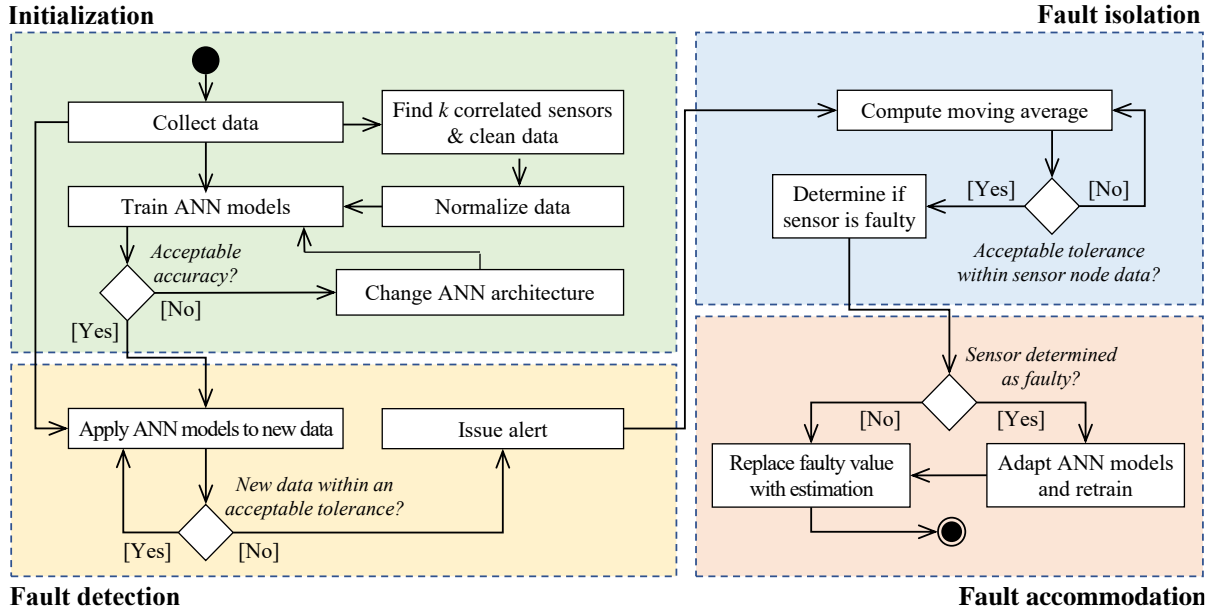 Initialization
Collect data
Find k correlated sensors
& clean data
Train ANN models
Normalize data
Acceptable
accuracy?
[No]
[Yes]
Change ANN architecture
Apply ANN models to new data
Issue alert
New data within an
acceptable tolerance?
[Yes]
[No]
Fault detection
Fault isolation
Compute moving average
Determine if
sensor is faulty
[Yes]
[No]
Acceptable tolerance
within sensor node data?
Sensor determined
as faulty?
[No]
[Yes]
Replace faulty value
with estimation
Adapt ANN models
and retrain
Fault accommodation